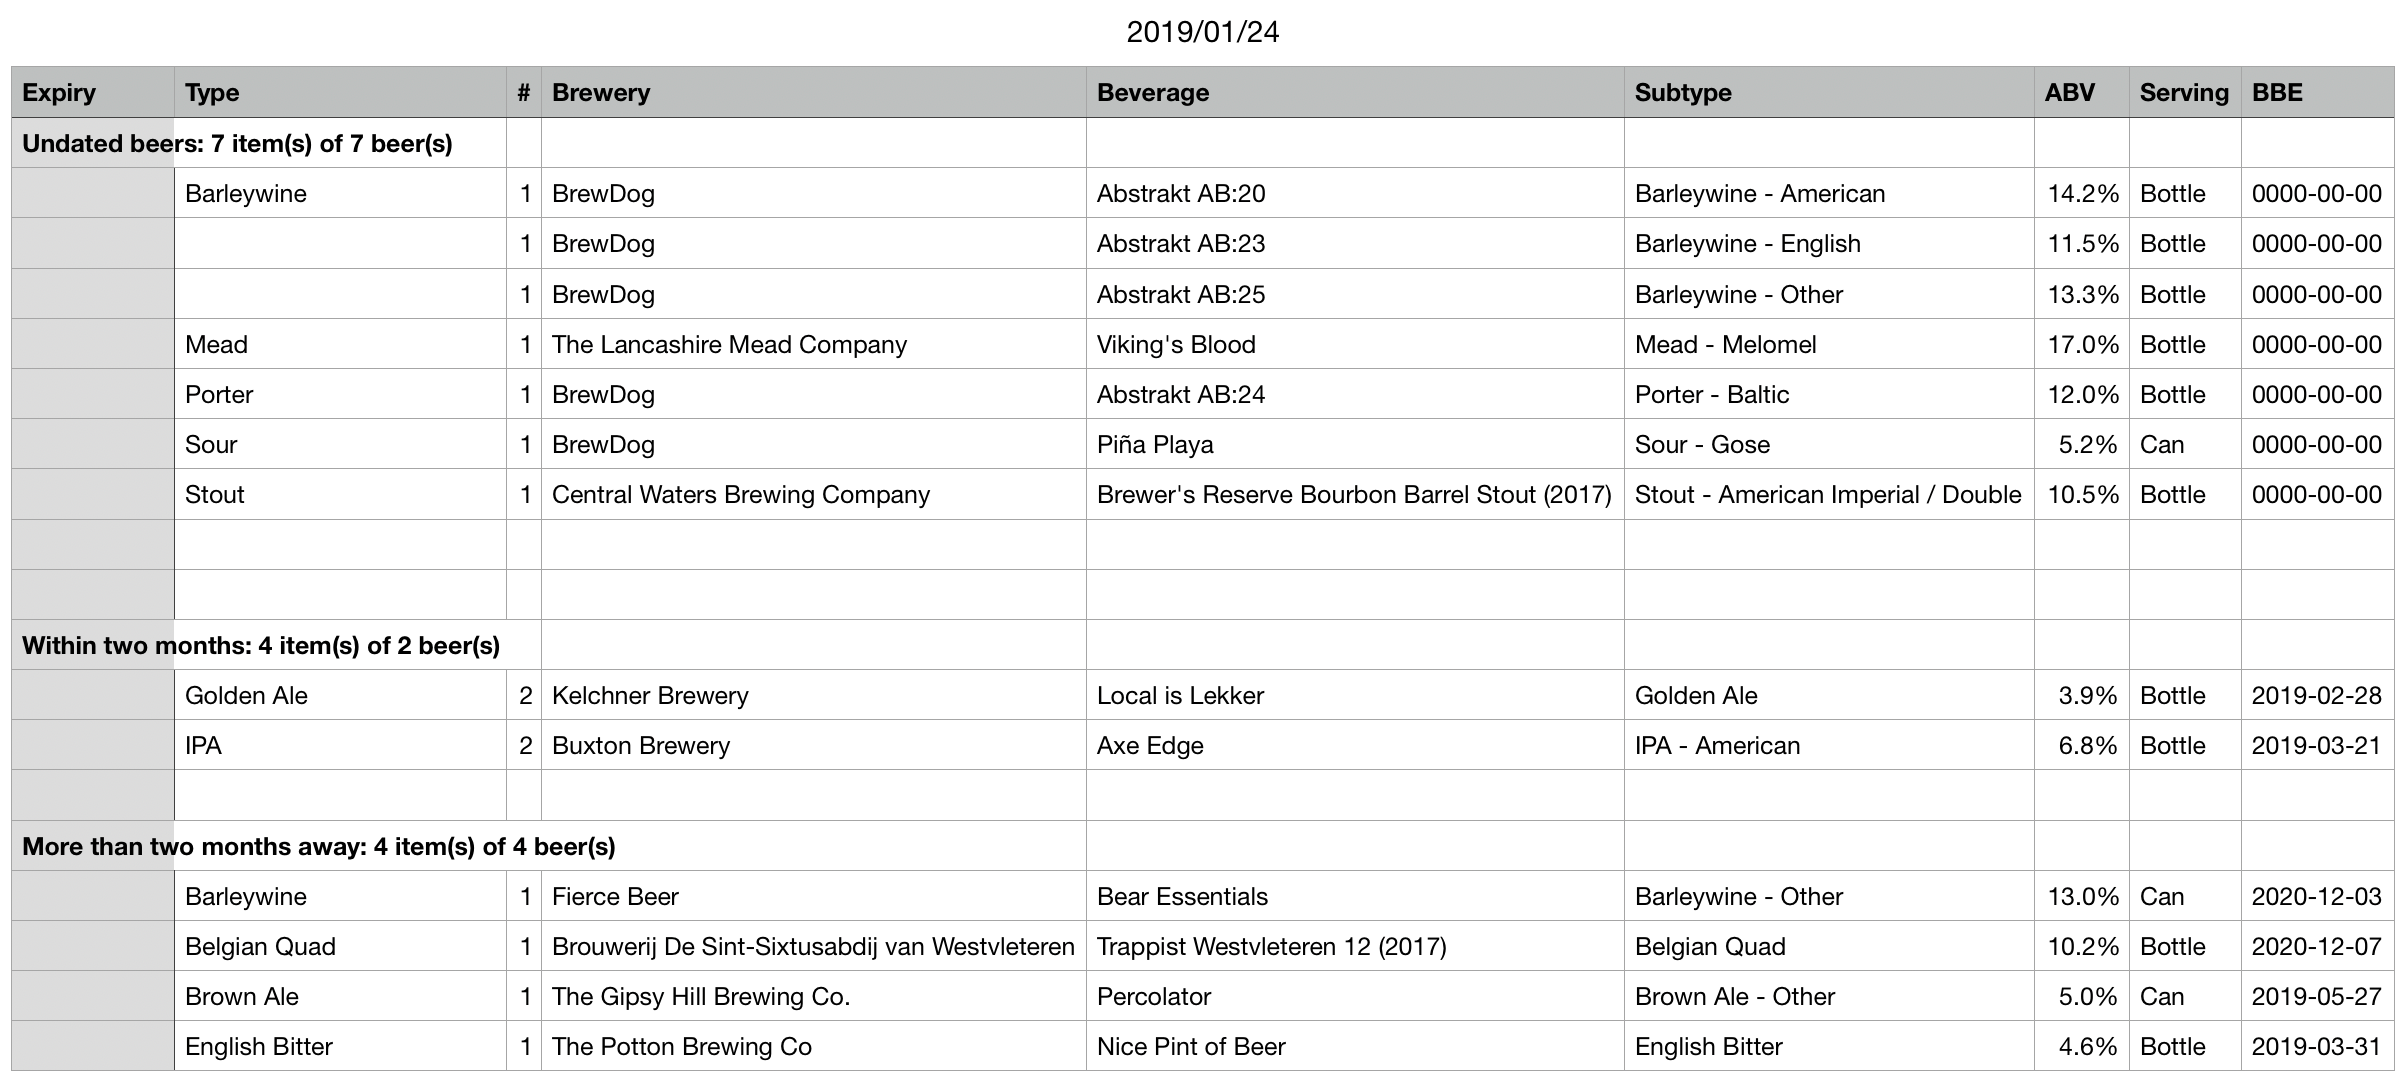 2019/01/24
Expiry Type # Brewery Beverage Subtype ABV Serving BBE
Undated beers: 7 item(s) of 7 beer(s)
Barleywine 1 BrewDog Abstrakt AB:20 Barleywine - American 14.2% Bottle 0000-00-00
1 BrewDog Abstrakt AB:23 Barleywine - English 11.5% Bottle 0000-00-00
1 BrewDog Abstrakt AB:25 Barleywine - Other 13.3% Bottle 0000-00-00
Mead 1 The Lancashire Mead Company Viking's Blood Mead - Melomel 17.0% Bottle 0000-00-00
Porter 1 BrewDog Abstrakt AB:24 Porter - Baltic 12.0% Bottle 0000-00-00
Sour 1 BrewDog Piña Playa Sour - Gose 5.2% Can 0000-00-00
Stout 1 Central Waters Brewing Company Brewer's Reserve Bourbon Barrel Stout (2017) Stout - American Imperial / Double 10.5% Bottle 0000-00-00
Within two months: 4 item(s) of 2 beer(s)
Golden Ale 2 Kelchner Brewery Local is Lekker Golden Ale 3.9% Bottle 2019-02-28
IPA 2 Buxton Brewery Axe Edge IPA - American 6.8% Bottle 2019-03-21
More than two months away: 4 item(s) of 4 beer(s)
Barleywine 1 Fierce Beer Bear Essentials Barleywine - Other 13.0% Can 2020-12-03
Belgian Quad 1 Brouwerij De Sint-Sixtusabdij van Westvleteren Trappist Westvleteren 12 (2017) Belgian Quad 10.2% Bottle 2020-12-07
Brown Ale 1 The Gipsy Hill Brewing Co. Percolator Brown Ale - Other 5.0% Can 2019-05-27
English Bitter 1 The Potton Brewing Co Nice Pint of Beer English Bitter 4.6% Bottle 2019-03-31